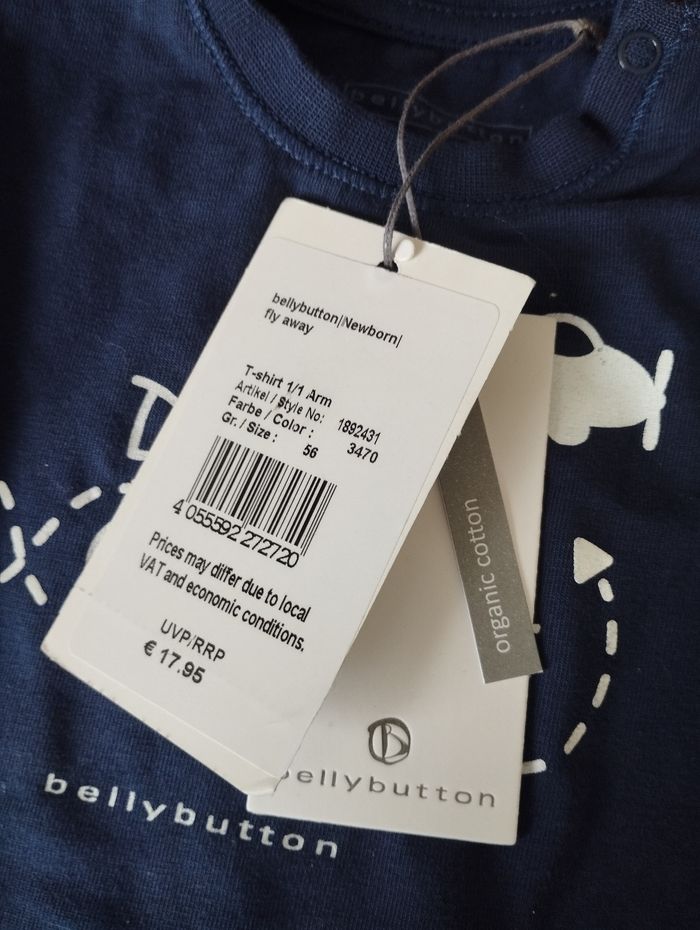 bellybutton
bellybutton|Newborn|
fly away
T-shirt 1/1 Arm
Artikel / Style No: 1892431
Farbe / Color : 3470
Gr. / Size : 56
4 055592 272720
Prices may differ due to local
VAT and economic conditions.
UVP/RRP
€ 17.95
organic cotton
B
bellybutton
bellybutton